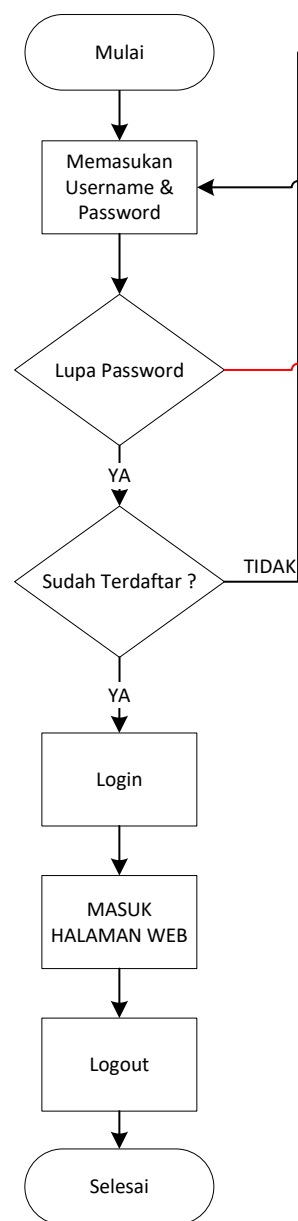 Mulai
Memasukan
Username &
Password
Lupa Password
YA
Sudah Terdaftar ?
TIDAK
YA
Login
MASUK
HALAMAN WEB
Logout
Selesai